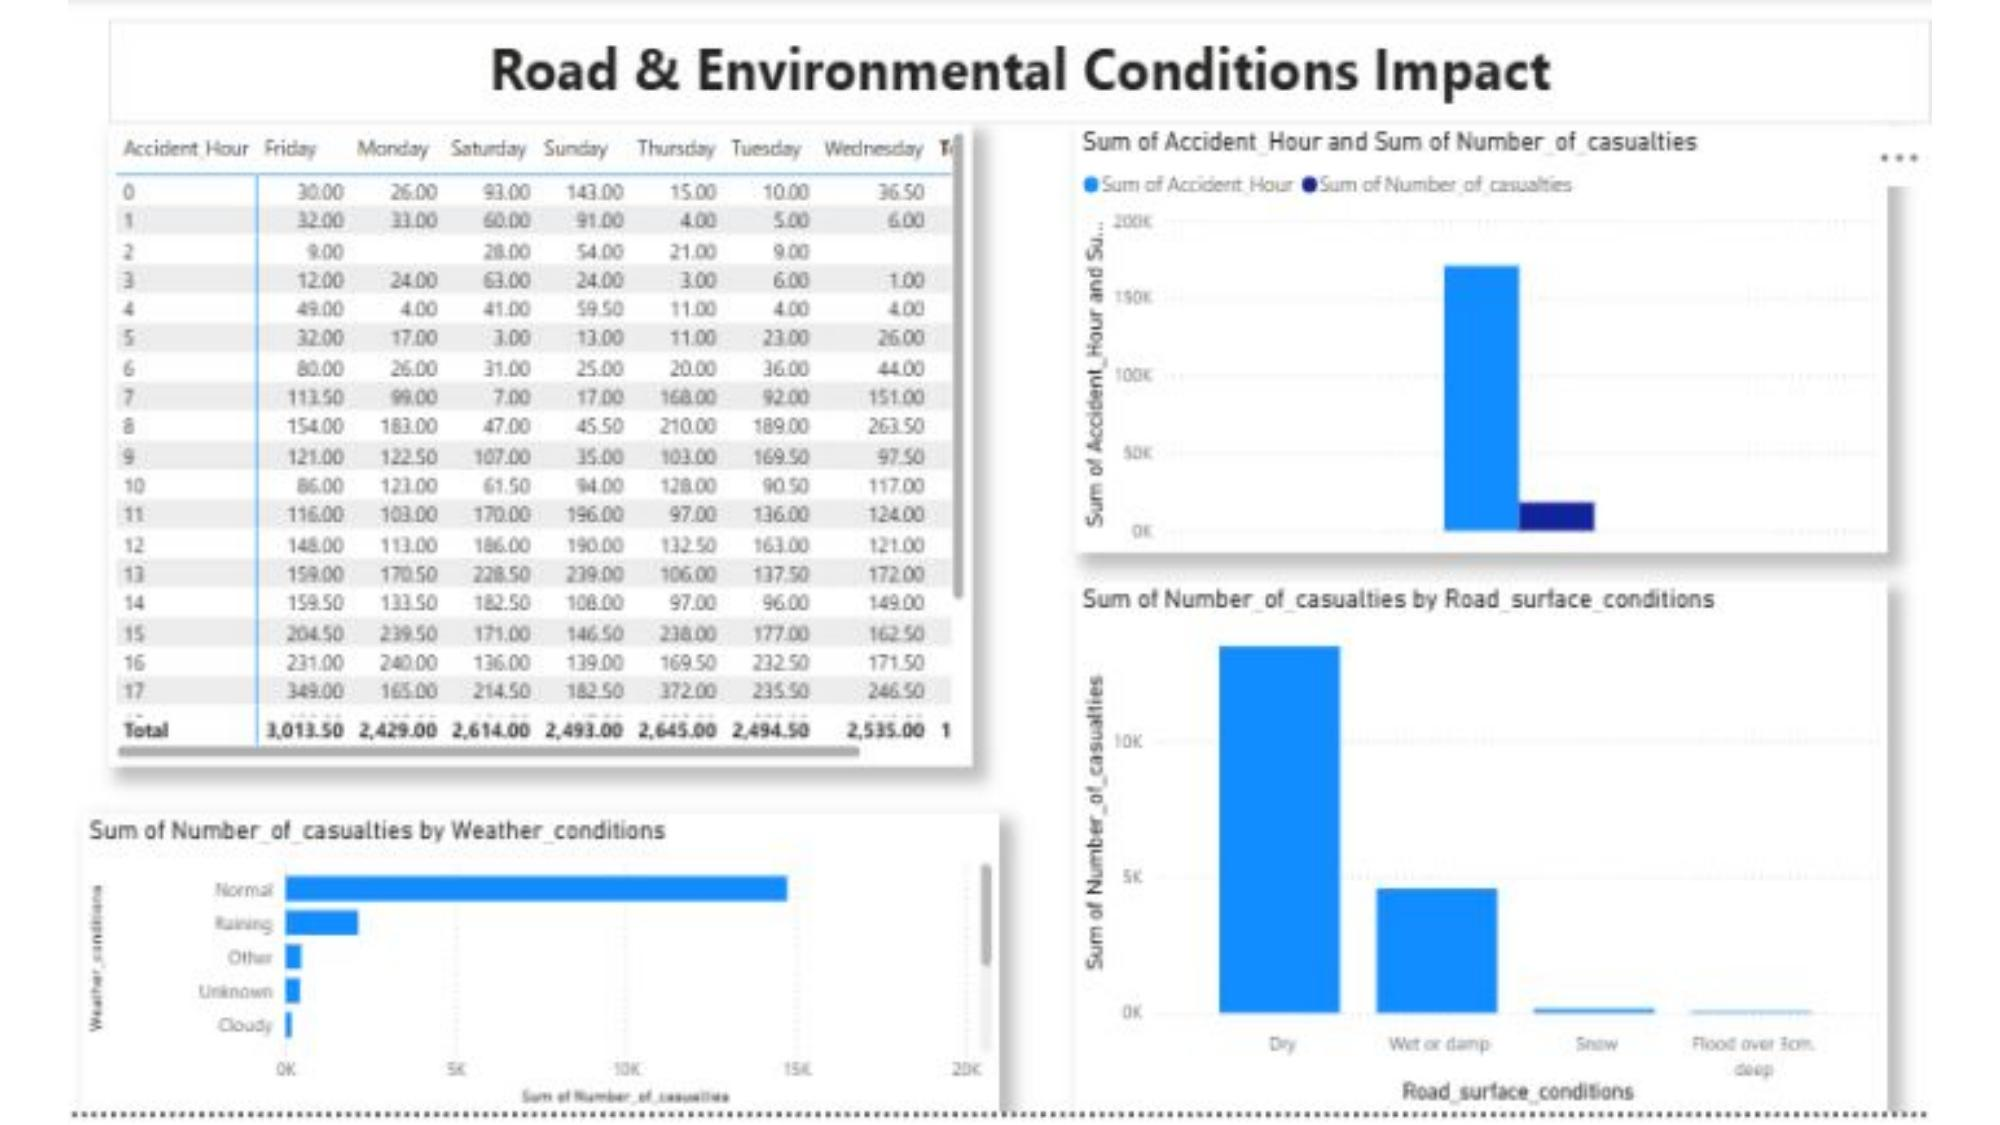 Road & Environmental Conditions Impact
Accident Hour Friday Monday Saturday Sunday Thursday Tuesday Wednesday
0 30.00 26.00 93.00 143.00 15.00 10.00 36.50
1 32.00 33.00 60.00 91.00 4.00 5.00 6.00
2 9.00 28.00 54.00 21.00 9.00
3 12.00 24.00 63.00 24.00 3.00 6.00 1.00
4 49.00 4.00 41.00 59.50 11.00 4.00 4.00
5 32.00 17.00 3.00 13.00 11.00 23.00 26.00
6 80.00 26.00 31.00 25.00 20.00 36.00 44.00
7 113.50 99.00 7.00 17.00 168.00 92.00 151.00
8 154.00 183.00 47.00 45.50 210.00 189.00 263.50
9 121.00 122.50 107.00 35.00 103.00 169.50 97.50
10 86.00 123.00 61.50 94.00 128.00 90.50 117.00
11 116.00 103.00 170.00 196.00 97.00 136.00 124.00
12 148.00 113.00 186.00 190.00 132.50 163.00 121.00
13 159.00 170.50 228.50 239.00 106.00 137.50 172.00
14 159.50 133.50 182.50 108.00 97.00 96.00 149.00
15 204.50 239.50 171.00 146.50 238.00 177.00 162.50
16 231.00 240.00 136.00 139.00 169.50 232.50 171.50
17 349.00 165.00 214.50 182.50 372.00 235.50 246.50
Total 3,013.50 2,429.00 2,614.00 2,493.00 2,645.00 2,494.50 2,535.00 1
Sum of Accident_Hour and Sum of Number_of_casualties
Sum of Accident_Hour Sum of Number_of_casualties
Sum of Accident_Hour and Su...
200K
150K
100K
50K
0K
Sum of Number_of_casualties by Road_surface_conditions
Sum of Number_of_casualties
10K
5K
0K
Dry Wet or damp Snow Flood over 3cm. deep
Road_surface_conditions
Sum of Number_of_casualties by Weather_conditions
Weather_conditions
Normal
Raining
Other
Unknown
Cloudy
0K 5K 10K 15K 20K
Sum of Number_of_casualties